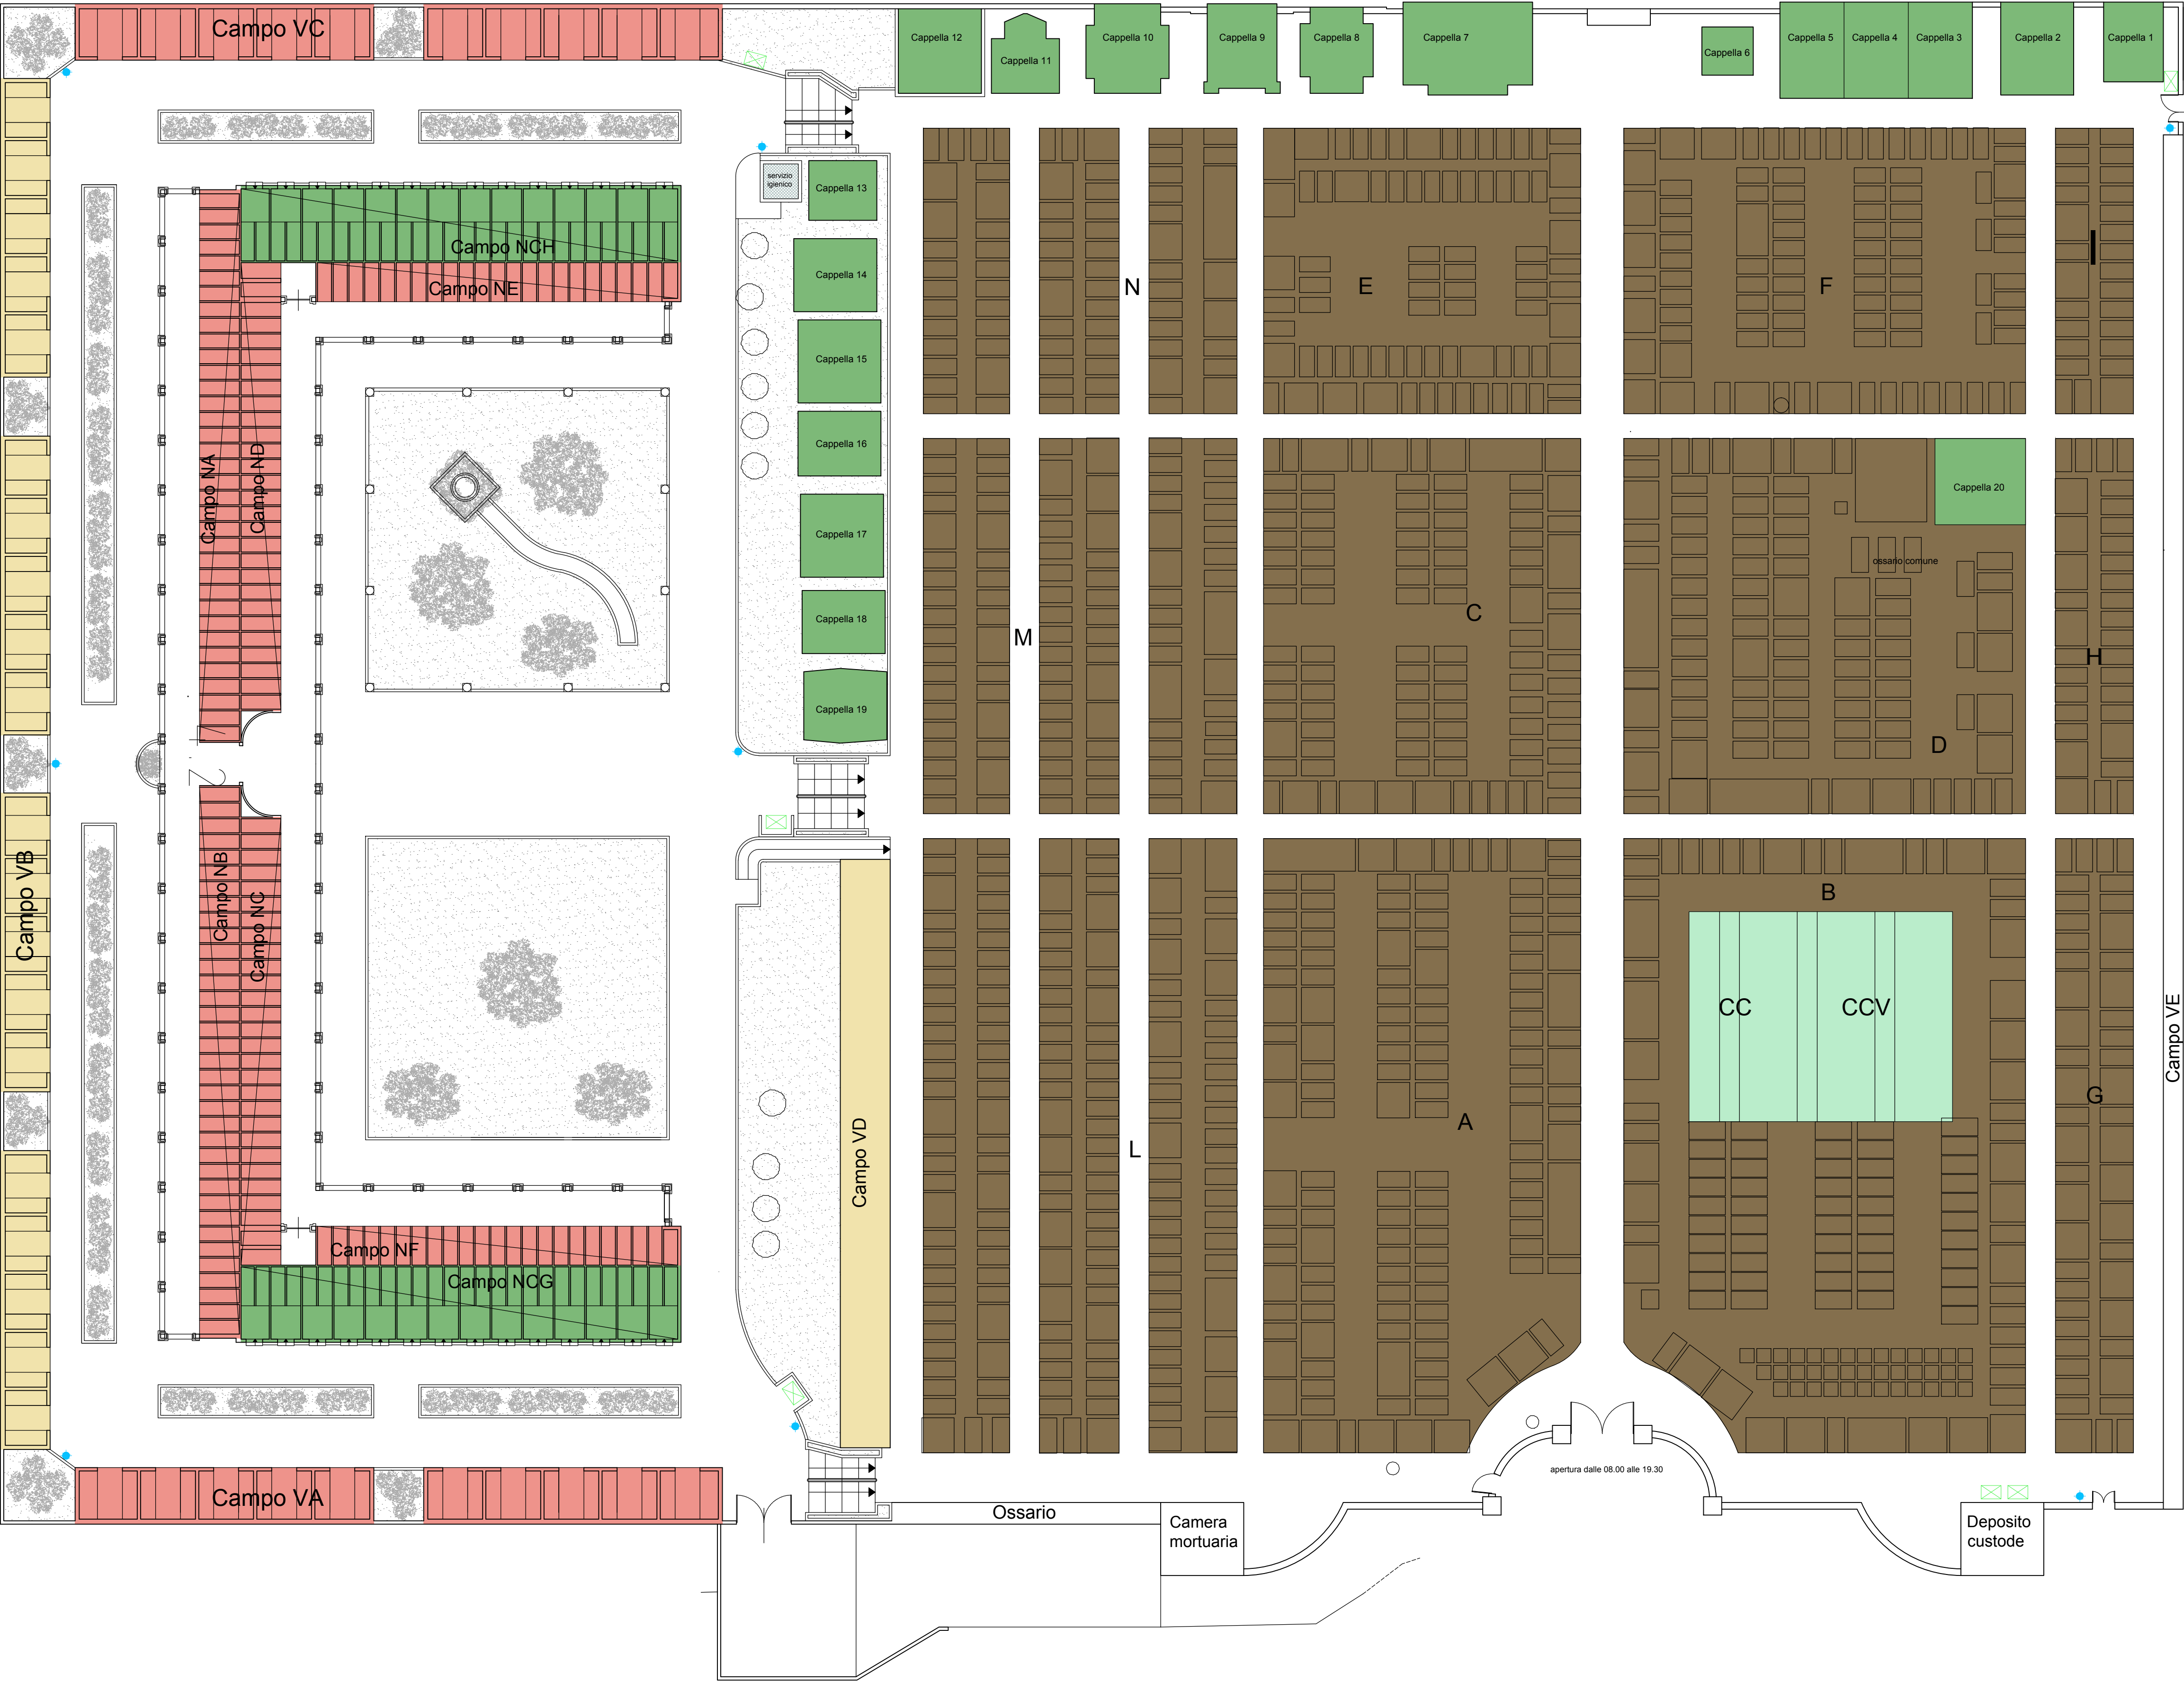 Campo VC
Cappella 12
Cappella 11
Cappella 10
Cappella 9
Cappella 8
Cappella 7
Cappella 6
Cappella 5
Cappella 4
Cappella 3
Cappella 2
Cappella 1
servizio
igienico
Cappella 13
Campo NCH
Campo NE
Cappella 14
N
E
F
I
Cappella 15
Cappella 16
Campo NA
Campo ND
Cappella 17
Cappella 20
ossario comune
Cappella 18
C
M
H
Cappella 19
D
Campo VB
Campo NB
Campo NC
B
CC
CCV
Campo VE
G
A
L
Campo VD
Campo NF
Campo NCG
Campo VA
apertura dalle 08.00 alle 19.30
Ossario
Camera
mortuaria
Deposito
custode